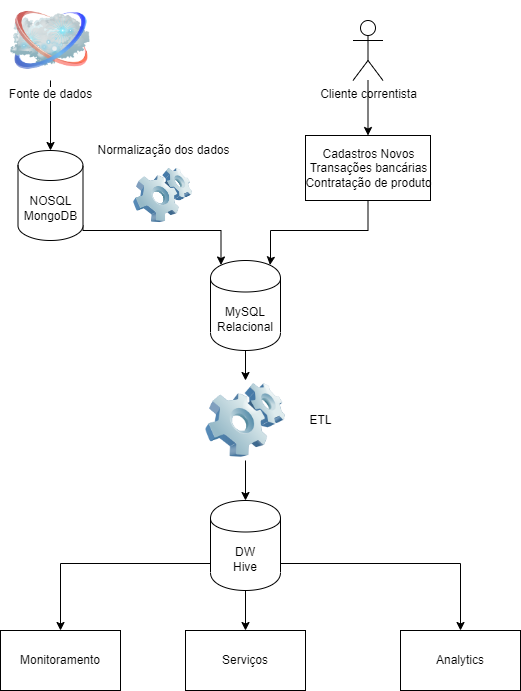 Fonte de dados
Cliente correntista
Normalização dos dados
Cadastros Novos
Transações bancárias
Contratação de produto
NOSQL
MongoDB
MySQL
Relacional
ETL
DW
Hive
Monitoramento
Serviços
Analytics